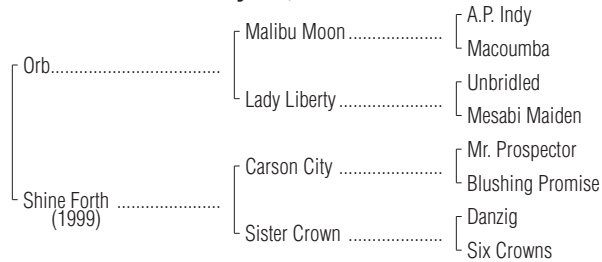 A.P. Indy
Malibu Moon
Macoumba
Orb
Unbridled
Lady Liberty
Mesabi Maiden
Mr. Prospector
Carson City
Blushing Promise
Shine Forth
(1999)
Danzig
Sister Crown
Six Crowns